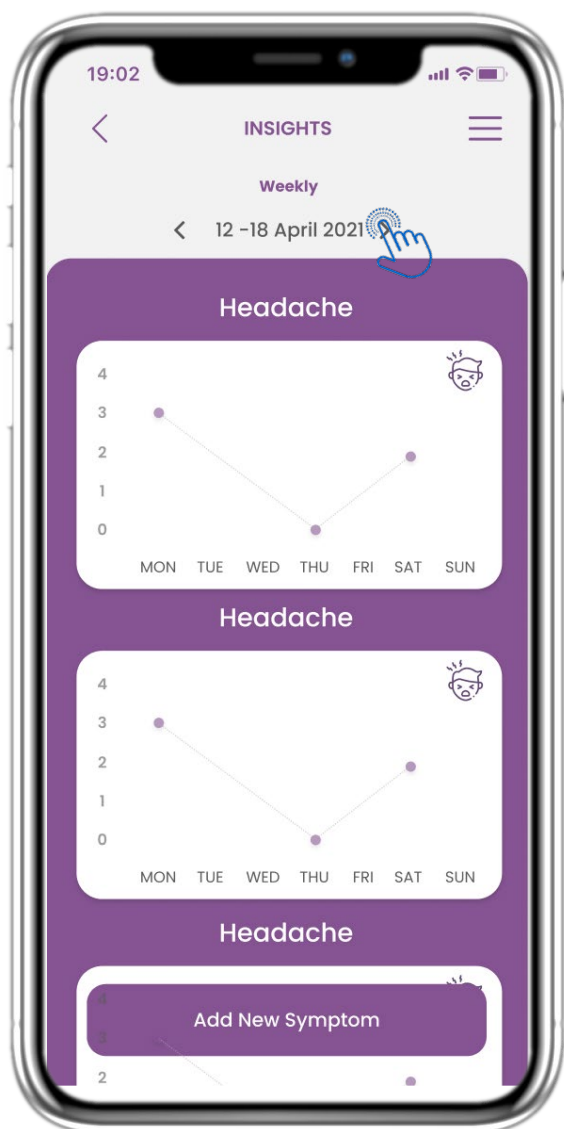 19:02
INSIGHTS
Weekly
12 -18 April 2021
Headache
4
3
2
1
0
MON TUE WED THU FRI SAT SUN
Headache
4
3
2
1
0
MON TUE WED THU FRI SAT SUN
Headache
4
Add New Symptom
3
2